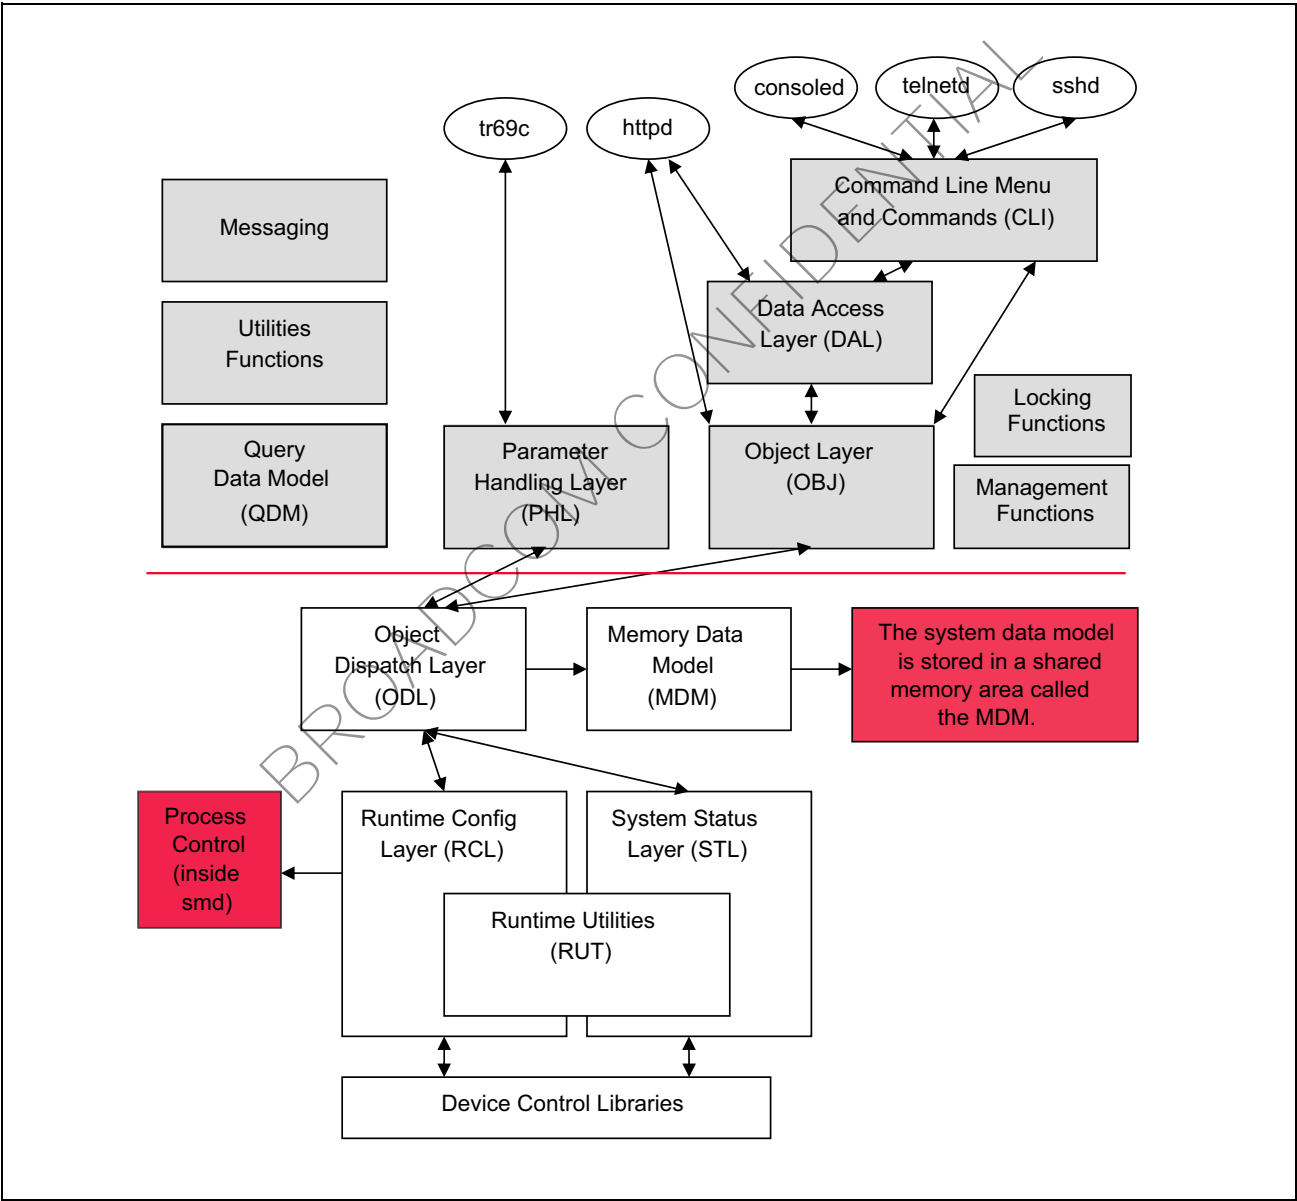 consoled
telnetd
sshd
tr69c
httpd
Command Line Menu
and Commands (CLI)
Messaging
Data Access
Layer (DAL)
Utilities
Functions
Locking
Functions
Query
Data Model
(QDM)
Parameter
Handling Layer
(PHL)
Object Layer
(OBJ)
Management
Functions
Object
Dispatch Layer
(ODL)
Memory Data
Model
(MDM)
The system data model
is stored in a shared
memory area called
the MDM.
Process
Control
(inside
smd)
Runtime Config
Layer (RCL)
System Status
Layer (STL)
Runtime Utilities
(RUT)
Device Control Libraries
BROADCOM CONFIDENTIAL